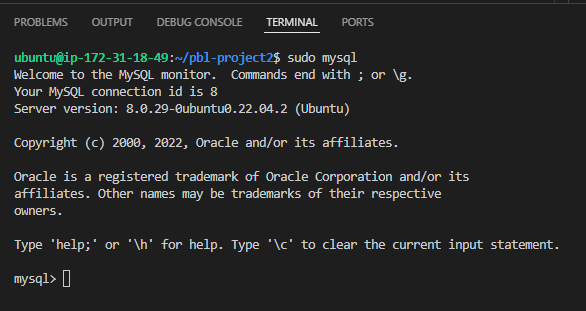 PROBLEMS OUTPUT DEBUG CONSOLE TERMINAL PORTS
ubuntu@ip-172-31-18-49:~/pbl-project2$ sudo mysql
Welcome to the MySQL monitor.  Commands end with ; or \g.
Your MySQL connection id is 8
Server version: 8.0.29-0ubuntu0.22.04.2 (Ubuntu)
Copyright (c) 2000, 2022, Oracle and/or its affiliates.
Oracle is a registered trademark of Oracle Corporation and/or its
affiliates. Other names may be trademarks of their respective
owners.
Type 'help;' or '\h' for help. Type '\c' to clear the current input statement.
mysql>